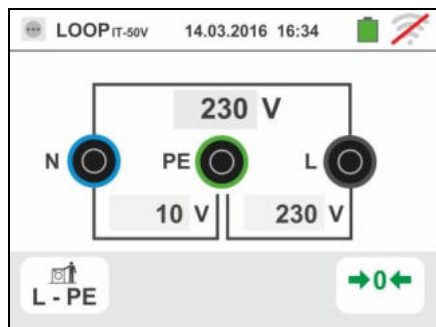 LOOP IT-50V 14.03.2016 16:34
230 V
N PE L
10 V 230 V
L - PE →0←